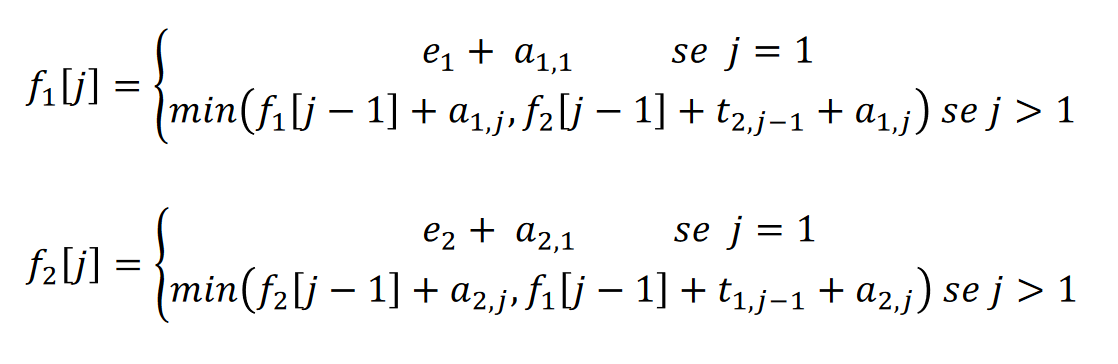 f₁[j] = { e₁ + a₁,₁ se j = 1
min(f₁[j − 1] + a₁,ⱼ, f₂[j − 1] + t₂,ⱼ₋₁ + a₁,ⱼ) se j > 1
f₂[j] = { e₂ + a₂,₁ se j = 1
min(f₂[j − 1] + a₂,ⱼ, f₁[j − 1] + t₁,ⱼ₋₁ + a₂,ⱼ) se j > 1